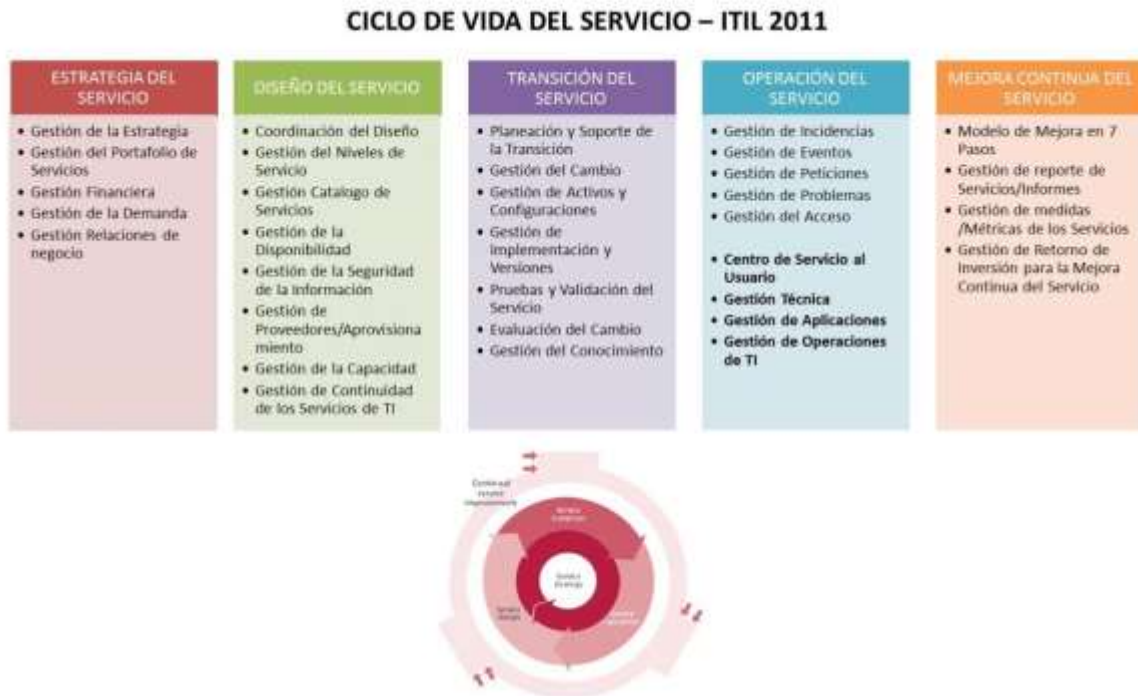 CICLO DE VIDA DEL SERVICIO – ITIL 2011
ESTRATEGIA DEL
SERVICIO
• Gestión de la Estrategia
• Gestión del Portafolio de
Servicios
• Gestión Financiera
• Gestión de la Demanda
• Gestión Relaciones de
negocio
DISEÑO DEL SERVICIO
• Coordinación del Diseño
• Gestión del Niveles de
Servicio
• Gestión Catalogo de
Servicios
• Gestión de la
Disponibilidad
• Gestión de la Seguridad
de la Información
• Gestión de
Proveedores/Aprovisiona
miento
• Gestión de la Capacidad
• Gestión de Continuidad
de los Servicios de TI
TRANSICIÓN DEL
SERVICIO
• Planeación y Soporte de
la Transición
• Gestión del Cambio
• Gestión de Activos y
Configuraciones
• Gestión de
Implementación y
Versiones
• Pruebas y Validación del
Servicio
• Evaluación del Cambio
• Gestión del Conocimiento
OPERACIÓN DEL
SERVICIO
• Gestión de Incidencias
• Gestión de Eventos
• Gestión de Peticiones
• Gestión de Problemas
• Gestión del Acceso
• Centro de Servicio al
Usuario
• Gestión Técnica
• Gestión de Aplicaciones
• Gestión de Operaciones
de TI
MEJORA CONTINUA DEL
SERVICIO
• Modelo de Mejora en 7
Pasos
• Gestión de reporte de
Servicios/Informes
• Gestión de medidas
/Métricas de los Servicios
• Gestión de Retorno de
Inversión para la Mejora
Continua del Servicio
Continual
service
improvement